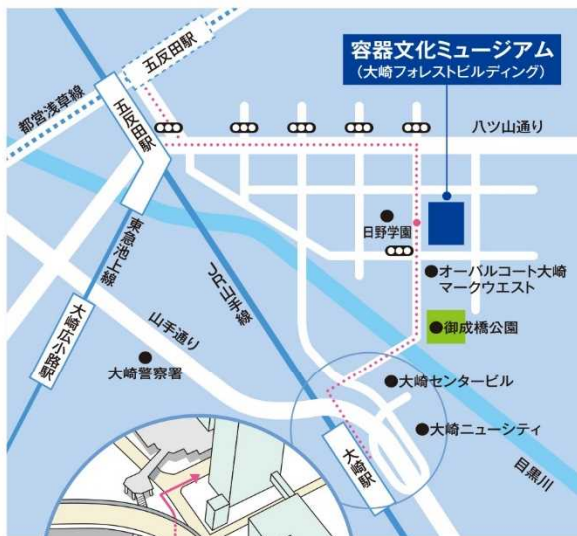 五反田駅
容器文化ミュージアム
（大崎フォレストビルディング）
都営浅草線
五反田駅
八ツ山通り
日野学園
東急池上線
JR山手線
オーバルコート大崎
マークウエスト
大崎広小路駅
山手通り
御成橋公園
大崎警察署
大崎センタービル
大崎ニューシティ
大崎駅
目黒川